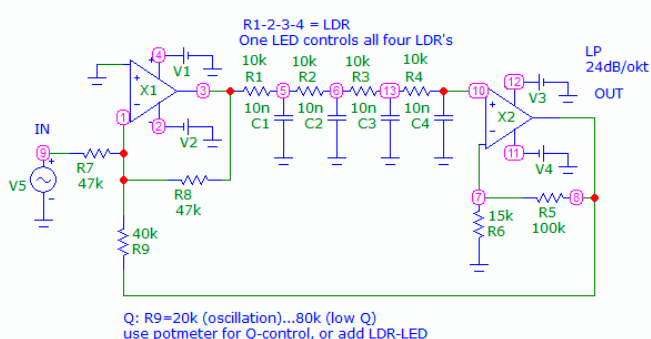 R1-2-3-4 = LDR
One LED controls all four LDR's
10k 10k 10k 10k
R1 R2 R3 R4
LP
24dB/okt
OUT
4 V1 X1 3 5 6 13 10 12 V3
1 2 V2
10n 10n 10n 10n
C1 C2 C3 C4
X2 11 V4
IN
9
V5
R7
47k
R8
47k
7 8
15k
R6
R5
100k
40k
R9
Q: R9=20k (oscillation)...80k (low Q)
use potmeter for Q-control, or add LDR-LED